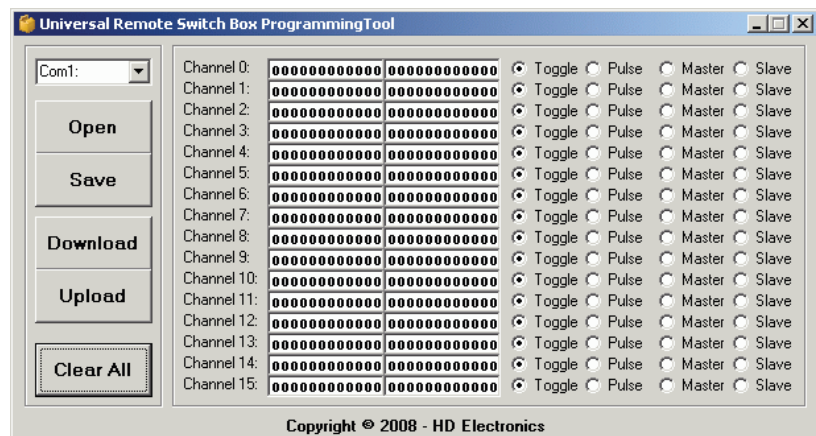 Universal Remote Switch Box ProgrammingTool
Com1:
Open
Save
Download
Upload
Clear All
Channel 0: 000000000000 000000000000 Toggle Pulse Master Slave
Channel 1: 000000000000 000000000000 Toggle Pulse Master Slave
Channel 2: 000000000000 000000000000 Toggle Pulse Master Slave
Channel 3: 000000000000 000000000000 Toggle Pulse Master Slave
Channel 4: 000000000000 000000000000 Toggle Pulse Master Slave
Channel 5: 000000000000 000000000000 Toggle Pulse Master Slave
Channel 6: 000000000000 000000000000 Toggle Pulse Master Slave
Channel 7: 000000000000 000000000000 Toggle Pulse Master Slave
Channel 8: 000000000000 000000000000 Toggle Pulse Master Slave
Channel 9: 000000000000 000000000000 Toggle Pulse Master Slave
Channel 10: 000000000000 000000000000 Toggle Pulse Master Slave
Channel 11: 000000000000 000000000000 Toggle Pulse Master Slave
Channel 12: 000000000000 000000000000 Toggle Pulse Master Slave
Channel 13: 000000000000 000000000000 Toggle Pulse Master Slave
Channel 14: 000000000000 000000000000 Toggle Pulse Master Slave
Channel 15: 000000000000 000000000000 Toggle Pulse Master Slave
Copyright © 2008 - HD Electronics